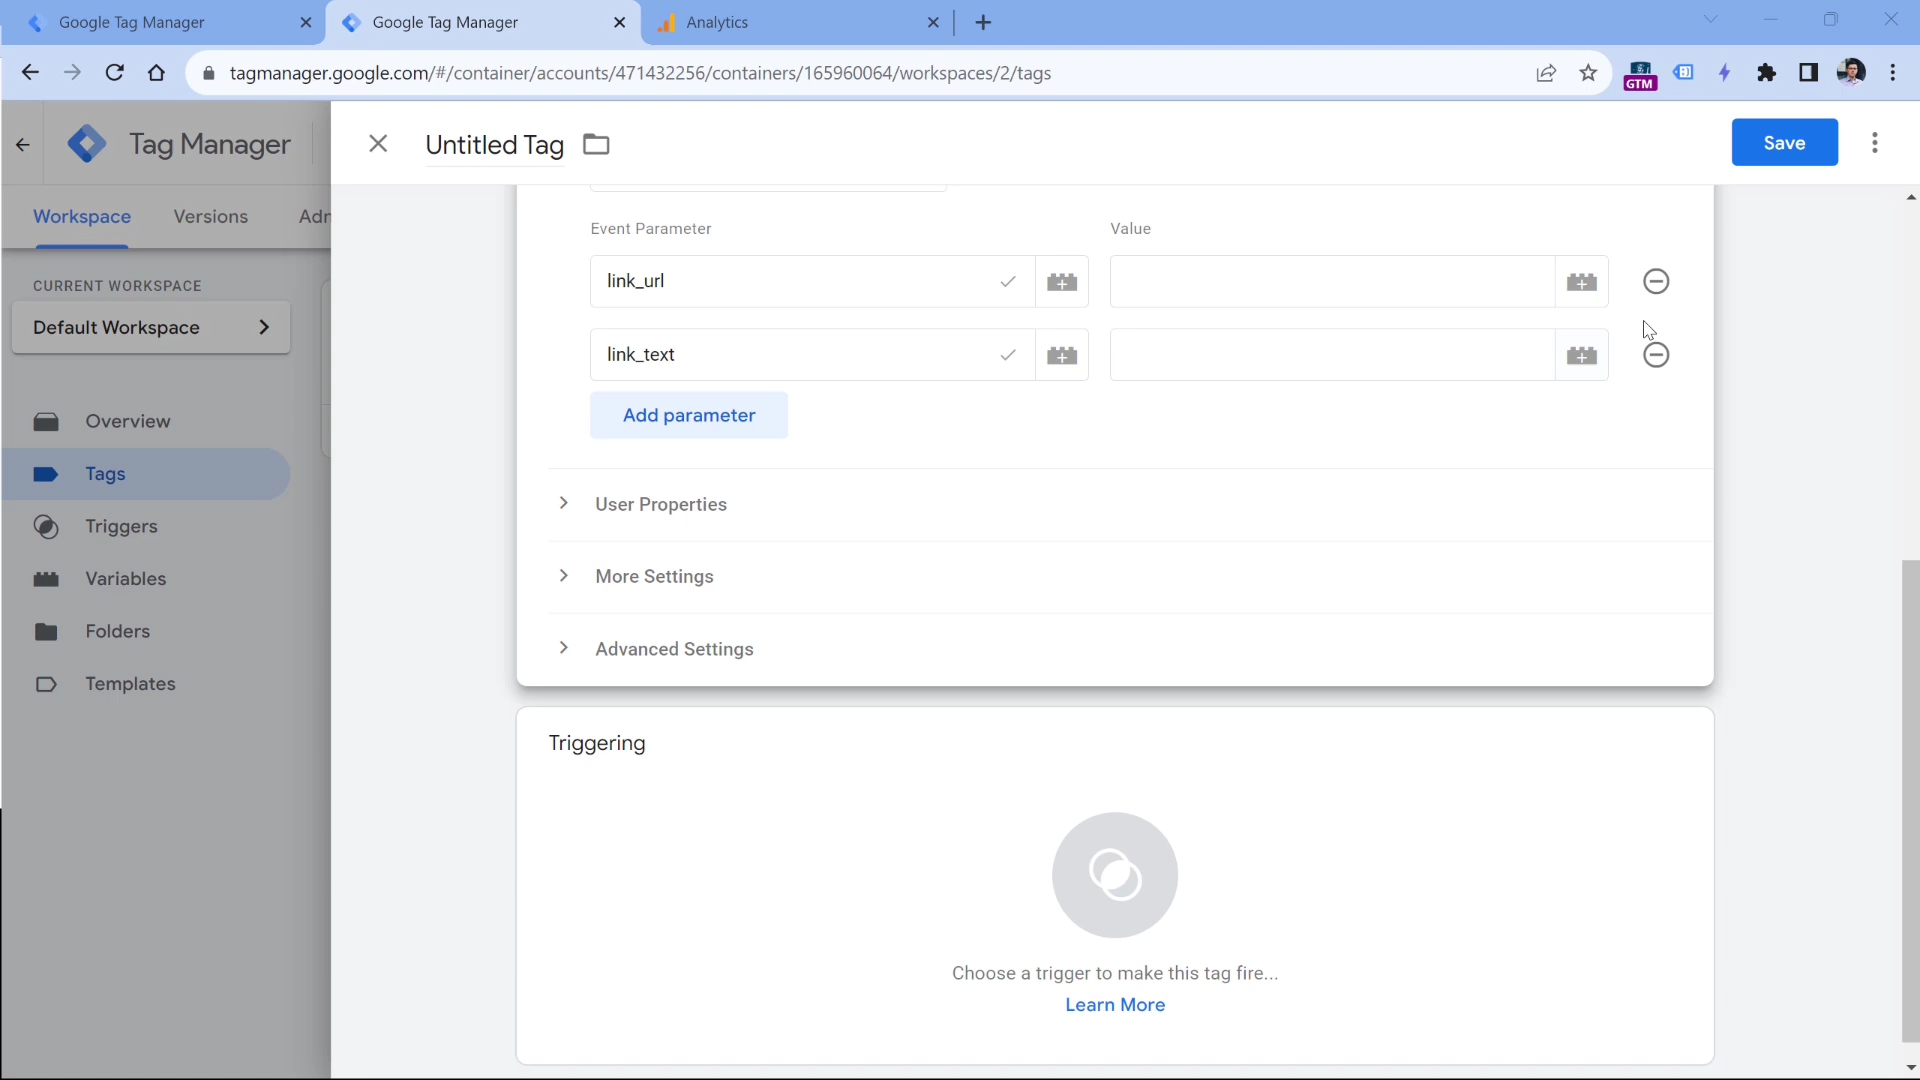 Google Tag Manager
Google Tag Manager
Analytics
tagmanager.google.com/#/container/accounts/471432256/containers/165960064/workspaces/2/tags
GTM
Tag Manager
Untitled Tag
Save
Workspace Versions Adn
CURRENT WORKSPACE
Default Workspace
Overview
Tags
Triggers
Variables
Folders
Templates
Event Parameter Value
link_url
link_text
Add parameter
User Properties
More Settings
Advanced Settings
Triggering
Choose a trigger to make this tag fire...
Learn More